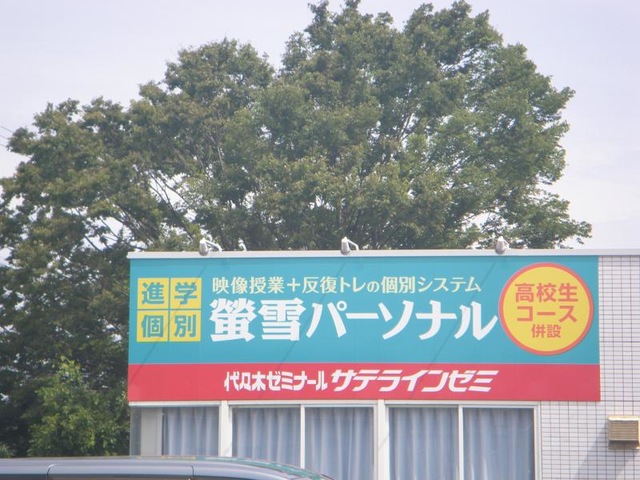 進学
個別
映像授業+反復トレの個別システム
螢雪パーソナル
高校生
コース
併設
代々木ゼミナール サテラインゼミ